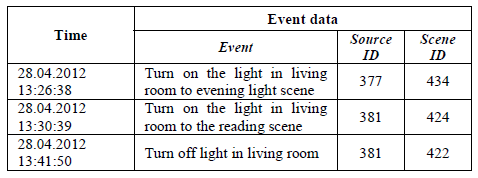 Time
Event data
Event
Source ID
Scene ID
28.04.2012
13:26:38
Turn on the light in living
room to evening light scene
377
434
28.04.2012
13:30:39
Turn on the light in living
room to the reading scene
381
424
28.04.2012
13:41:50
Turn off light in living room
381
422